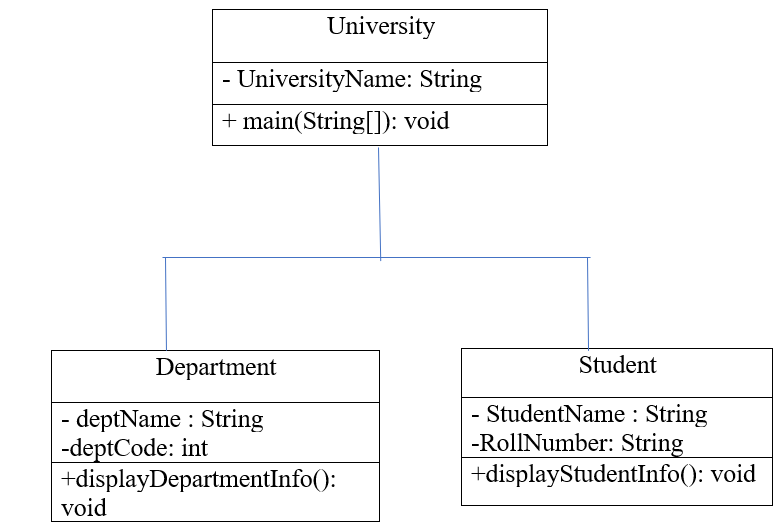 University
- UniversityName: String
+ main(String[]): void
Department
- deptName : String
-deptCode: int
+displayDepartmentInfo():
void
Student
- StudentName : String
-RollNumber: String
+displayStudentInfo(): void